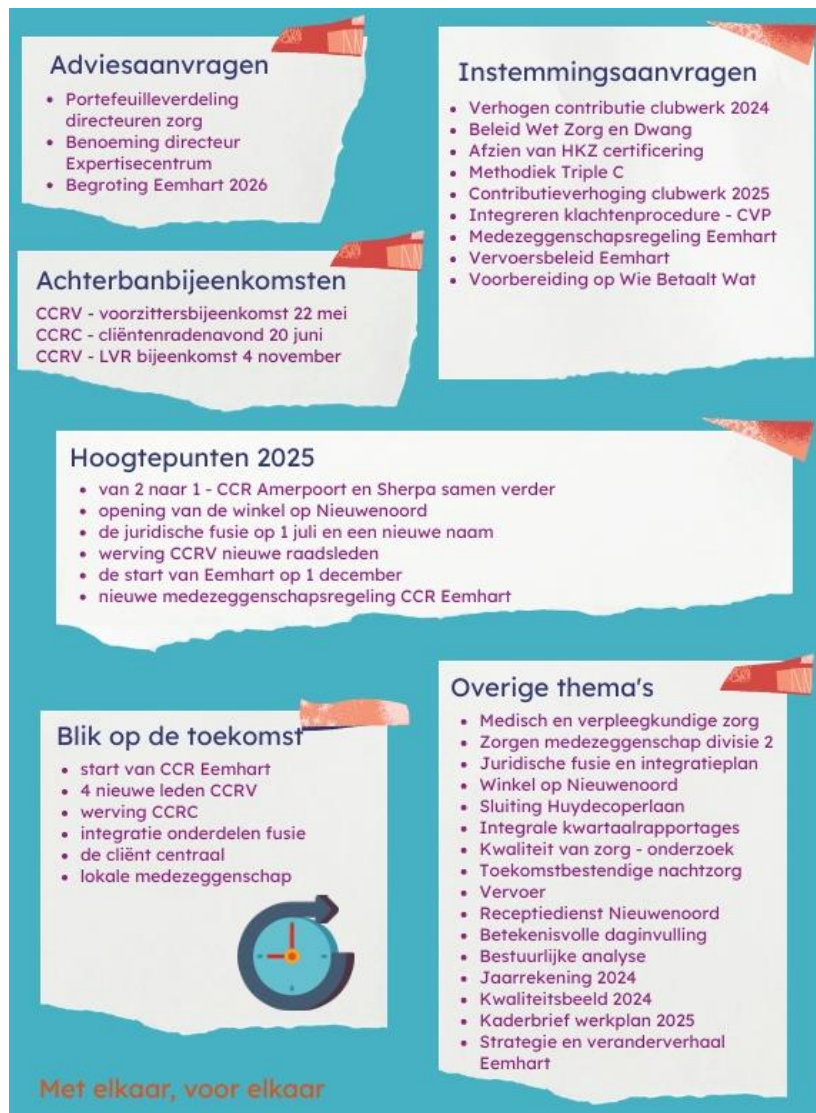 Adviesaanvragen
• Portefeuilleverdeling
directeuren zorg
• Benoeming directeur
Expertisecentrum
• Begroting Eemhart 2026
Instemmingsaanvragen
• Verhogen contributie clubwerk 2024
• Beleid Wet Zorg en Dwang
• Afzien van HKZ certificering
• Methodiek Triple C
• Contributieverhoging clubwerk 2025
• Integreren klachtenprocedure - CVP
• Medezeggenschapsregeling Eemhart
• Vervoersbeleid Eemhart
• Voorbereiding op Wie Betaalt Wat
Achterbanbijeenkomsten
CCRV - voorzittersbijeenkomst 22 mei
CCRC - cliëntenradenavond 20 juni
CCRV - LVR bijeenkomst 4 november
Hoogtepunten 2025
• van 2 naar 1 - CCR Amerpoort en Sherpa samen verder
• opening van de winkel op Nieuwenoord
• de juridische fusie op 1 juli en een nieuwe naam
• werving CCRV nieuwe raadsleden
• de start van Eemhart op 1 december
• nieuwe medezeggenschapsregeling CCR Eemhart
Blik op de toekomst
• start van CCR Eemhart
• 4 nieuwe leden CCRV
• werving CCRC
• integratie onderdelen fusie
• de cliënt centraal
• lokale medezeggenschap
Overige thema's
• Medisch en verpleegkundige zorg
• Zorgen medezeggenschap divisie 2
• Juridische fusie en integratieplan
• Winkel op Nieuwenoord
• Sluiting Huydecoperlaan
• Integrale kwartaalrapportages
• Kwaliteit van zorg - onderzoek
• Toekomstbestendige nachtzorg
• Vervoer
• Receptiedienst Nieuwenoord
• Betekenisvolle daginvulling
• Bestuurlijke analyse
• Jaarrekening 2024
• Kwaliteitsbeeld 2024
• Kaderbrief werkplan 2025
• Strategie en veranderverhaal
Eemhart
Met elkaar, voor elkaar